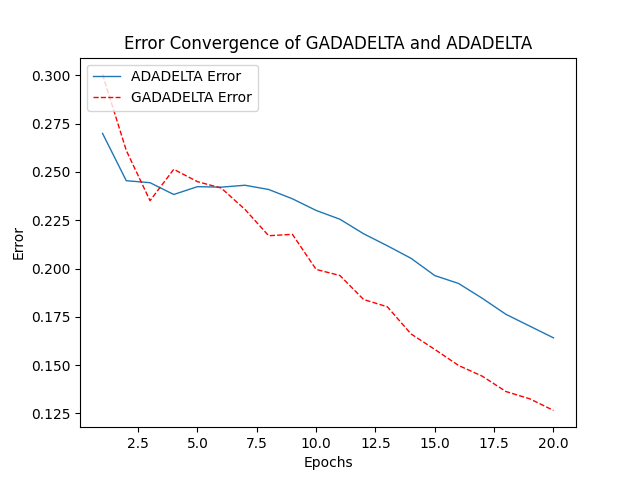 Error Convergence of GADADELTA and ADADELTA
ADADELTA Error
GADADELTA Error
0.300
0.275
0.250
0.225
0.200
0.175
0.150
0.125
Error
2.5 5.0 7.5 10.0 12.5 15.0 17.5 20.0
Epochs